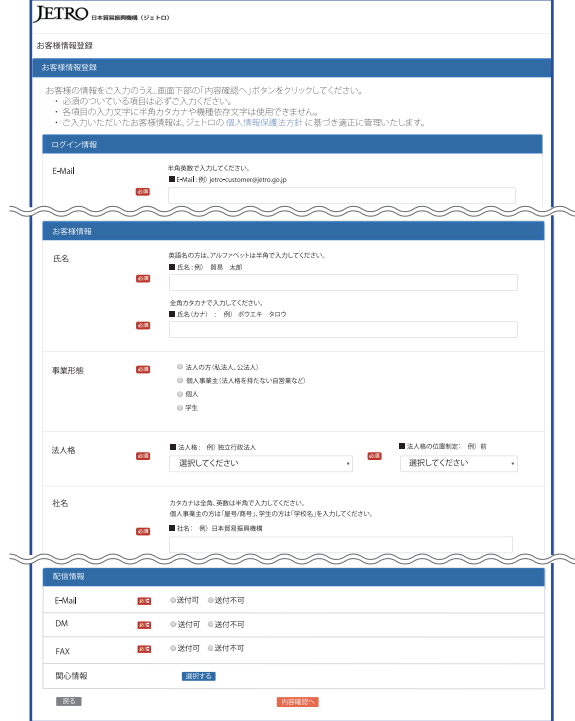 JETRO 日本貿易振興機構（ジェトロ）
お客様情報登録
お客様情報登録
お客様の情報をご入力のうえ、画面下部の「内容確認へ」ボタンをクリックしてください。
・ 必須のついている項目は必ずご入力ください。
・ 各項目の入力文字に半角カタカナや機種依存文字は使用できません。
・ ご入力いただいたお客様情報は、ジェトロの 個人情報保護法方針 に基づき適正に管理いたします。
ログイン情報
E-Mail
半角英数で入力してください。
■ E-Mail : 例) jetro-customer@jetro.go.jp
必須
お客様情報
氏名
英語名の方は、アルファベットは半角で入力してください。
■ 氏名 : 例) 貿易 太郎
必須
全角カタカナで入力してください。
■ 氏名（カナ） : 例) ボウエキ タロウ
必須
事業形態 必須
法人の方（私法人、公法人）
個人事業主（法人格を持たない自営業など）
個人
学生
法人格
■ 法人格 : 例) 独立行政法人 ■ 法人格の位置制定 : 例) 前
必須 選択してください 必須 選択してください
社名
カタカナは全角、英数は半角で入力してください。
個人事業主の方は「屋号/商号」、学生の方は「学校名」を入力してください。
■ 社名 : 例) 日本貿易振興機構
必須
配信情報
E-Mail 必須 送付可 送付不可
DM 必須 送付可 送付不可
FAX 必須 送付可 送付不可
関心情報 選択する
戻る 内容確認へ